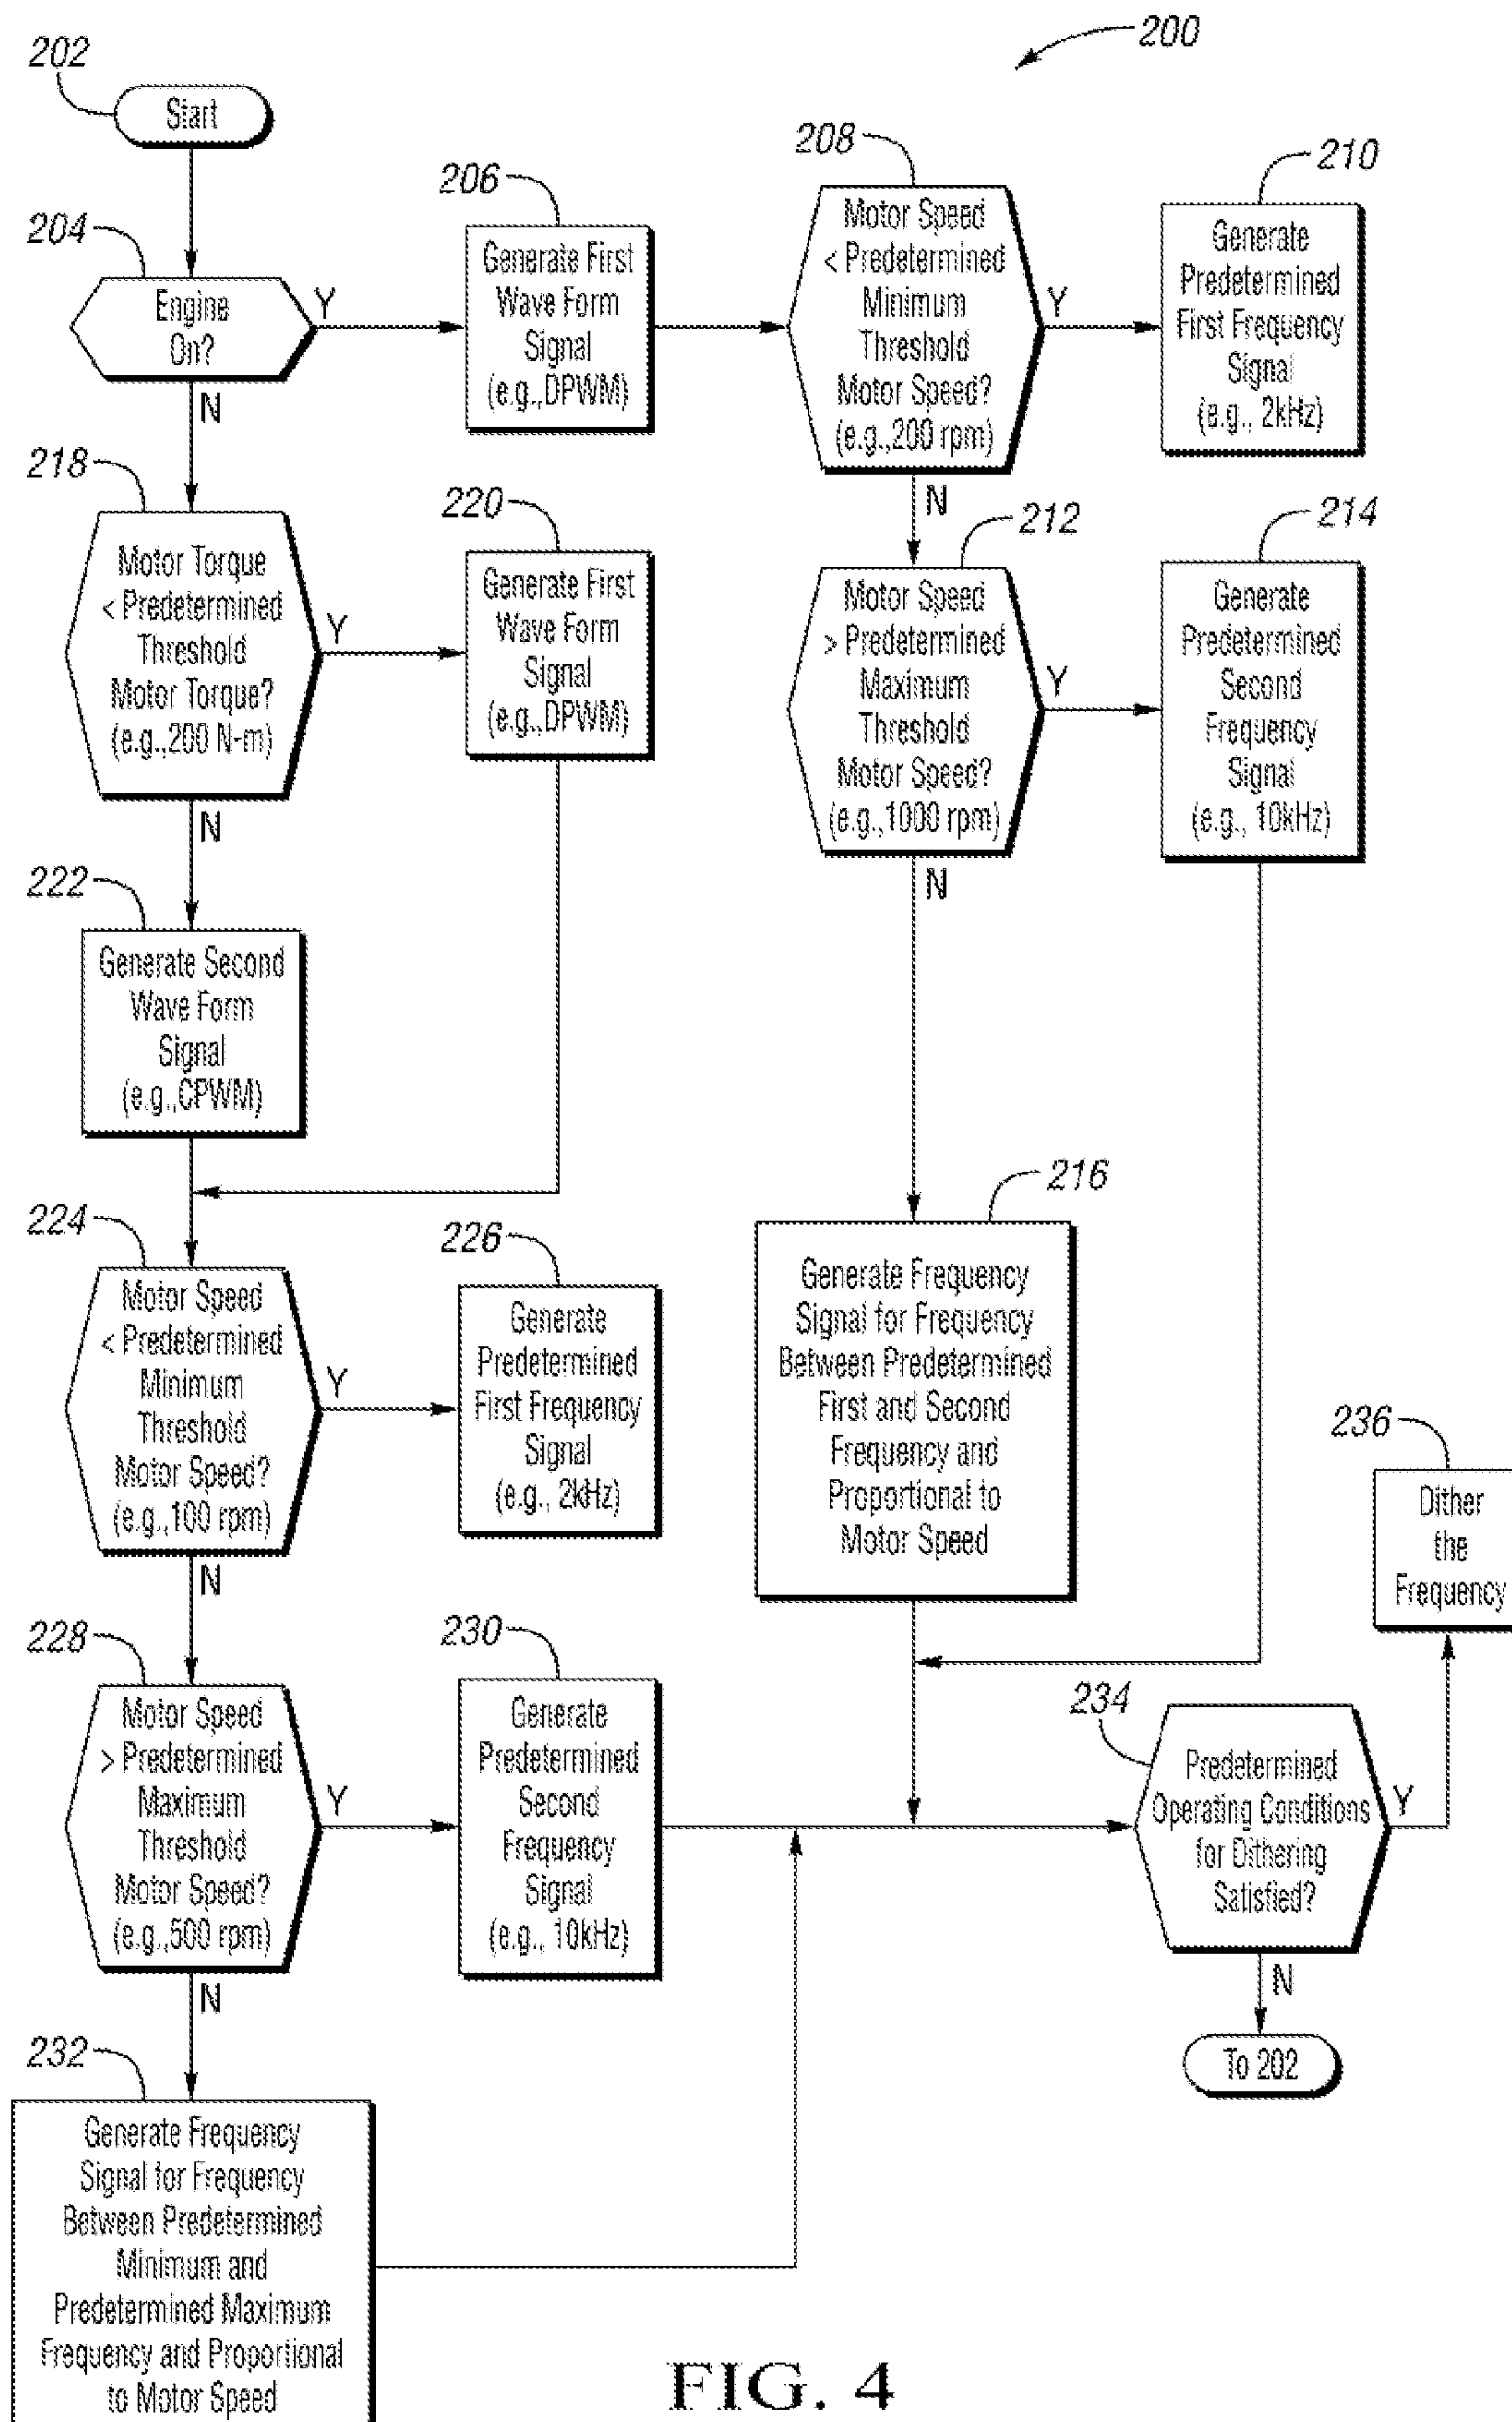 200
202
Start
204
Engine
On?
Y
N
206
Generate First
Wave Form
Signal
(e.g.,DPWM)
208
Motor Speed
< Predetermined
Minimum
Threshold
Motor Speed?
(e.g.,200 rpm)
Y
N
210
Generate
Predetermined
First Frequency
Signal
(e.g., 2kHz)
212
Motor Speed
> Predetermined
Maximum
Threshold
Motor Speed?
(e.g.,1000 rpm)
Y
N
214
Generate
Predetermined
Second
Frequency
Signal
(e.g., 10kHz)
216
Generate Frequency
Signal for Frequency
Between Predetermined
First and Second
Frequency and
Proportional to
Motor Speed
218
Motor Torque
< Predetermined
Threshold
Motor Torque?
(e.g.,200 N-m)
Y
N
220
Generate First
Wave Form
Signal
(e.g.,DPWM)
222
Generate Second
Wave Form
Signal
(e.g.,CPWM)
224
Motor Speed
< Predetermined
Minimum
Threshold
Motor Speed?
(e.g.,100 rpm)
Y
N
226
Generate
Predetermined
First Frequency
Signal
(e.g., 2kHz)
228
Motor Speed
> Predetermined
Maximum
Threshold
Motor Speed?
(e.g.,500 rpm)
Y
N
230
Generate
Predetermined
Second
Frequency
Signal
(e.g., 10kHz)
232
Generate Frequency
Signal for Frequency
Between Predetermined
Minimum and
Predetermined Maximum
Frequency and Proportional
to Motor Speed
234
Predetermined
Operating Conditions
for Dithering
Satisfied?
Y
N
236
Dither
the
Frequency
To 202
FIG. 4